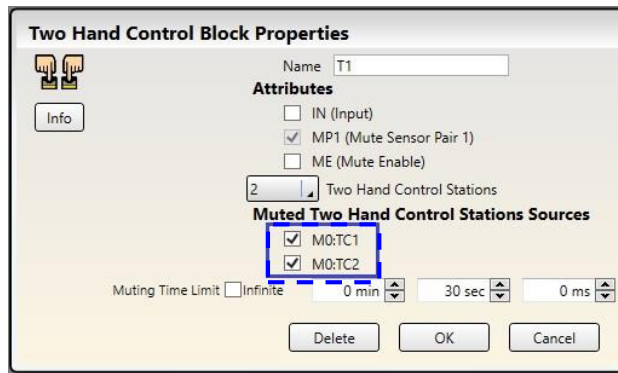 Two Hand Control Block Properties
Name T1
Attributes
Info
IN (Input)
MP1 (Mute Sensor Pair 1)
ME (Mute Enable)
2 Two Hand Control Stations
Muted Two Hand Control Stations Sources
M0:TC1
M0:TC2
Muting Time Limit Infinite 0 min 30 sec 0 ms
Delete OK Cancel